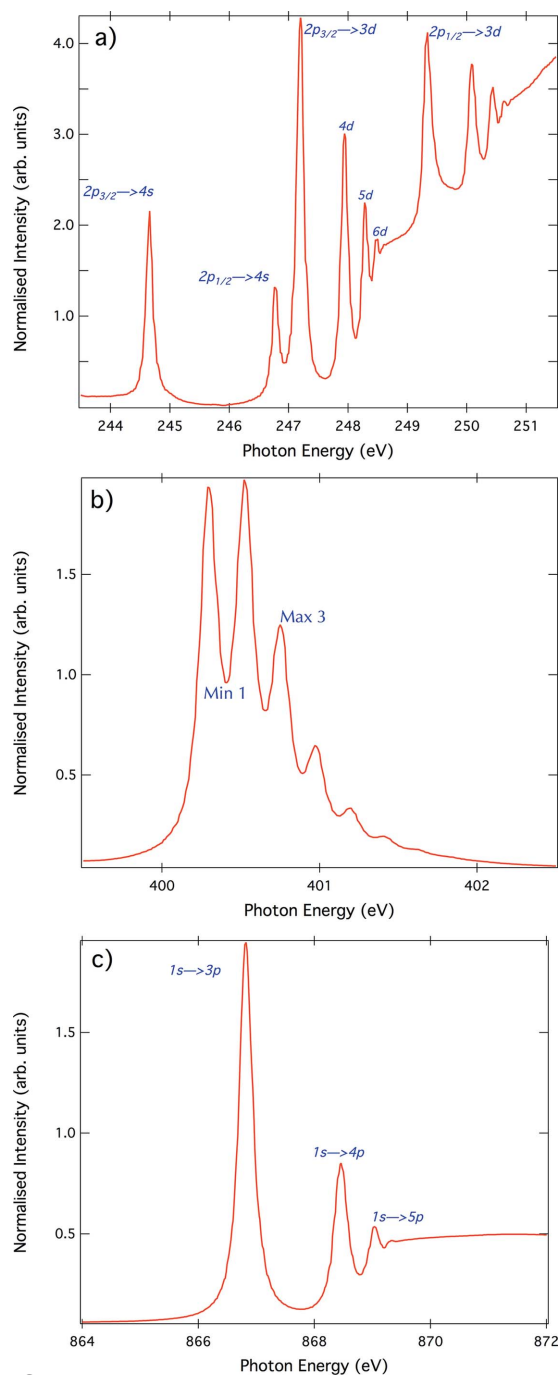 a)
2p3/2—>3d
2p1/2—>3d
4.0
4d
3.0
2p3/2—>4s
5d
2.0
6d
2p1/2—>4s
1.0
Normalised Intensity (arb. units)
244 245 246 247 248 249 250 251
Photon Energy (eV)
b)
1.5
Max 3
1.0
Min 1
0.5
Normalised Intensity (arb. units)
400 401 402
Photon Energy (eV)
c)
1s—>3p
1.5
1s—>4p
1.0
1s—>5p
0.5
Normalised Intensity (arb. units)
864 866 868 870 872
Photon Energy (eV)